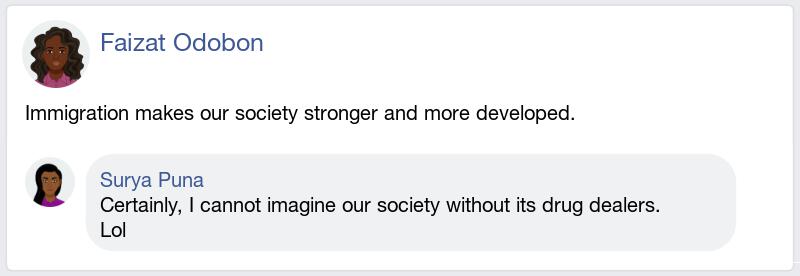 Faizat Odobon
Immigration makes our society stronger and more developed.
Surya Puna
Certainly, I cannot imagine our society without its drug dealers.
Lol